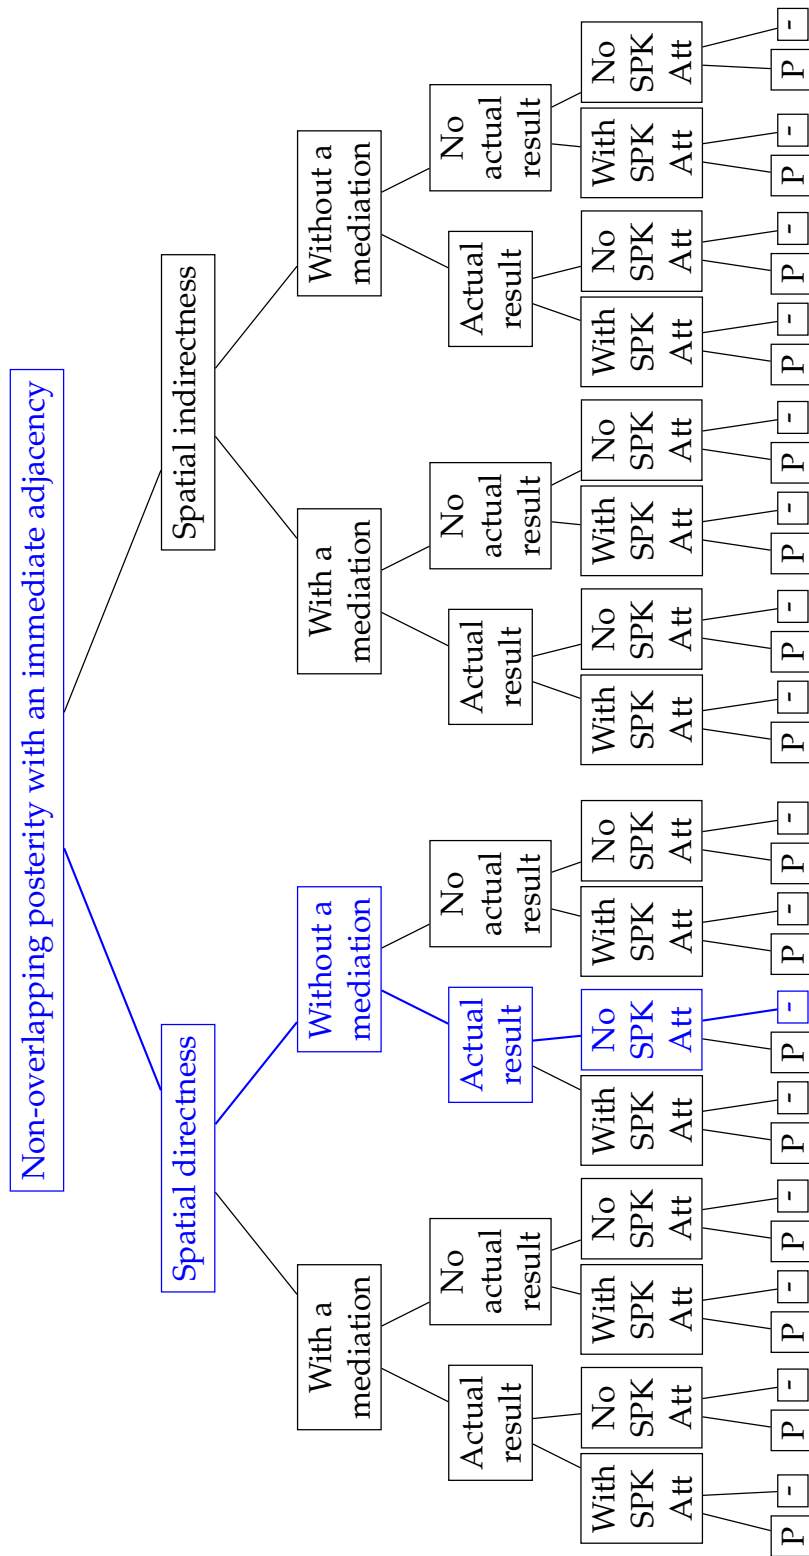 Non-overlapping posterity with an immediate adjacency
Spatial directness
Spatial indirectness
With a
mediation
Without a
mediation
With a
mediation
Without a
mediation
Actual
result
No
actual
result
Actual
result
No
actual
result
Actual
result
No
actual
result
Actual
result
No
actual
result
With
SPK
Att
No
SPK
Att
With
SPK
Att
No
SPK
Att
With
SPK
Att
No
SPK
Att
With
SPK
Att
No
SPK
Att
With
SPK
Att
No
SPK
Att
With
SPK
Att
No
SPK
Att
With
SPK
Att
No
SPK
Att
With
SPK
Att
No
SPK
Att
P
-
P
-
P
-
P
-
P
-
P
-
P
-
P
-
P
-
P
-
P
-
P
-
P
-
P
-
P
-
P
-